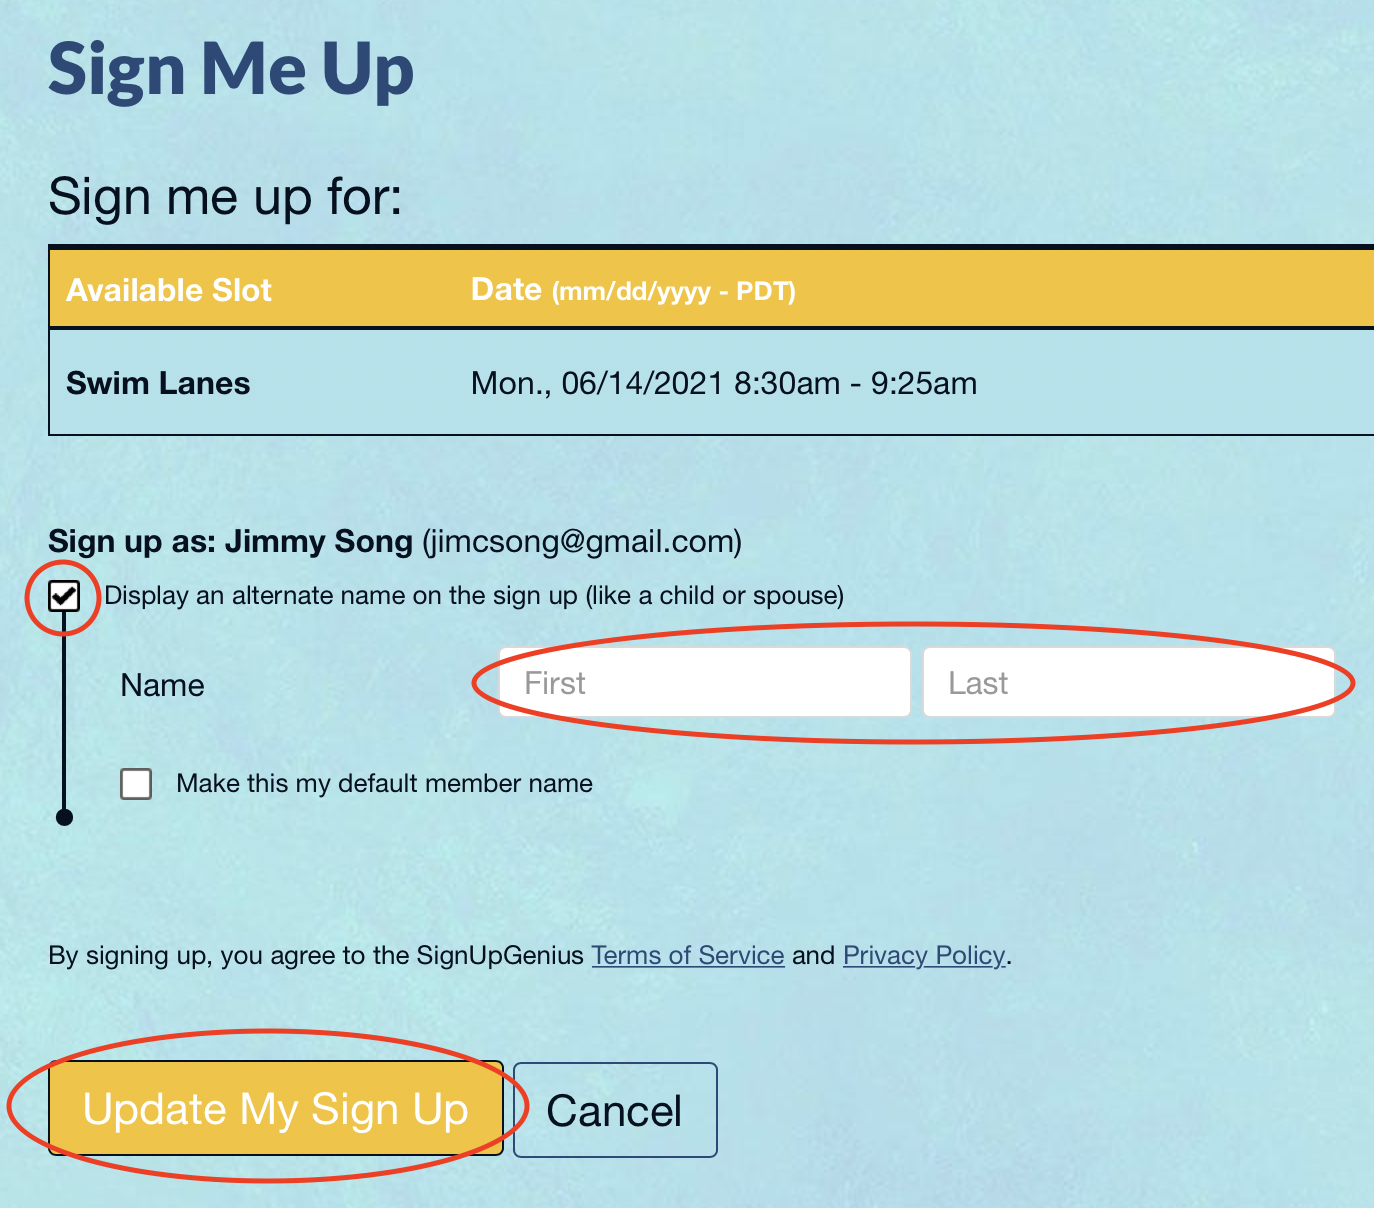 Sign Me Up
Sign me up for:
Available Slot Date (mm/dd/yyyy - PDT)
Swim Lanes Mon., 06/14/2021 8:30am - 9:25am
Sign up as: Jimmy Song (jimcsong@gmail.com)
Display an alternate name on the sign up (like a child or spouse)
Name First Last
Make this my default member name
By signing up, you agree to the SignUpGenius Terms of Service and Privacy Policy.
Update My Sign Up Cancel